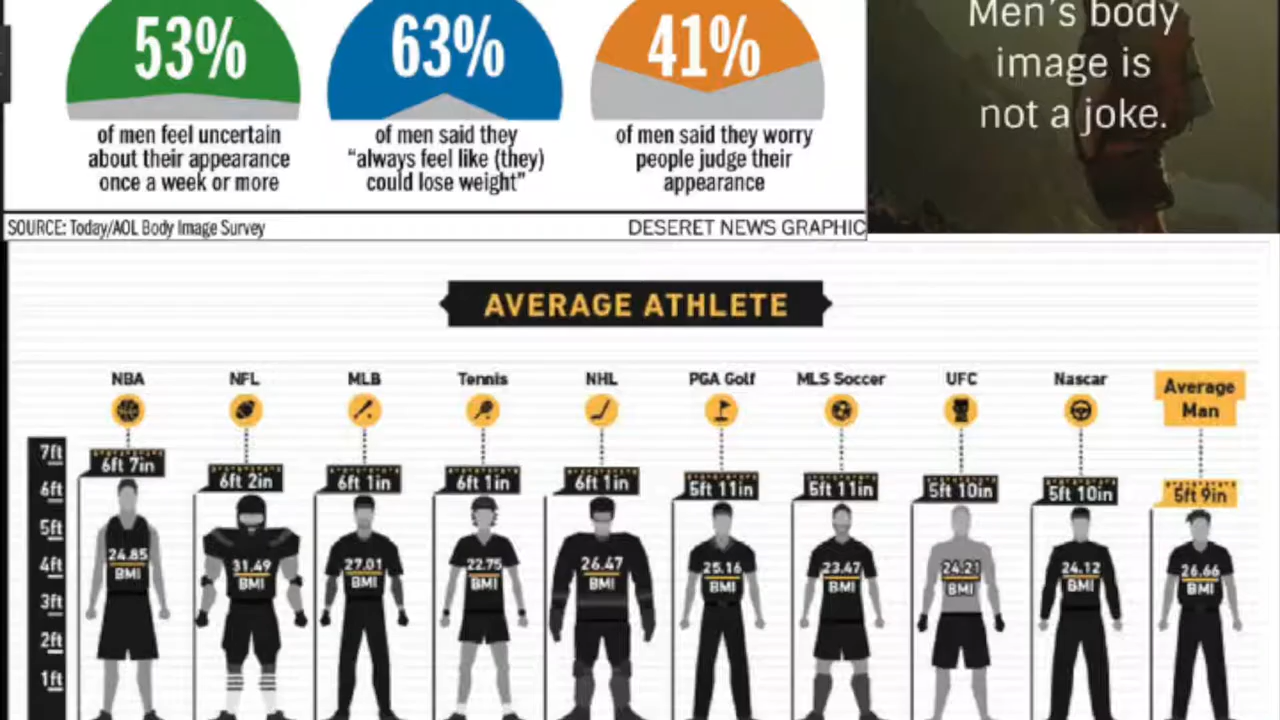 53%
of men feel uncertain
about their appearance
once a week or more
63%
of men said they
“always feel like (they)
could lose weight”
41%
of men said they worry
people judge their
appearance
SOURCE: Today/AOL Body Image Survey
DESERET NEWS GRAPHIC
Men's body
image is
not a joke.
AVERAGE ATHLETE
NBA
NFL
MLB
Tennis
NHL
PGA Golf
MLS Soccer
UFC
Nascar
Average
Man
7ft
6ft
5ft
4ft
3ft
2ft
1ft
6ft 7in
6ft 2in
6ft 1in
6ft 1in
6ft 1in
5ft 11in
5ft 11in
5ft 10in
5ft 10in
5ft 9in
24.85
BMI
31.49
BMI
27.01
BMI
22.75
BMI
26.47
BMI
25.16
BMI
23.47
BMI
24.21
BMI
24.12
BMI
26.66
BMI